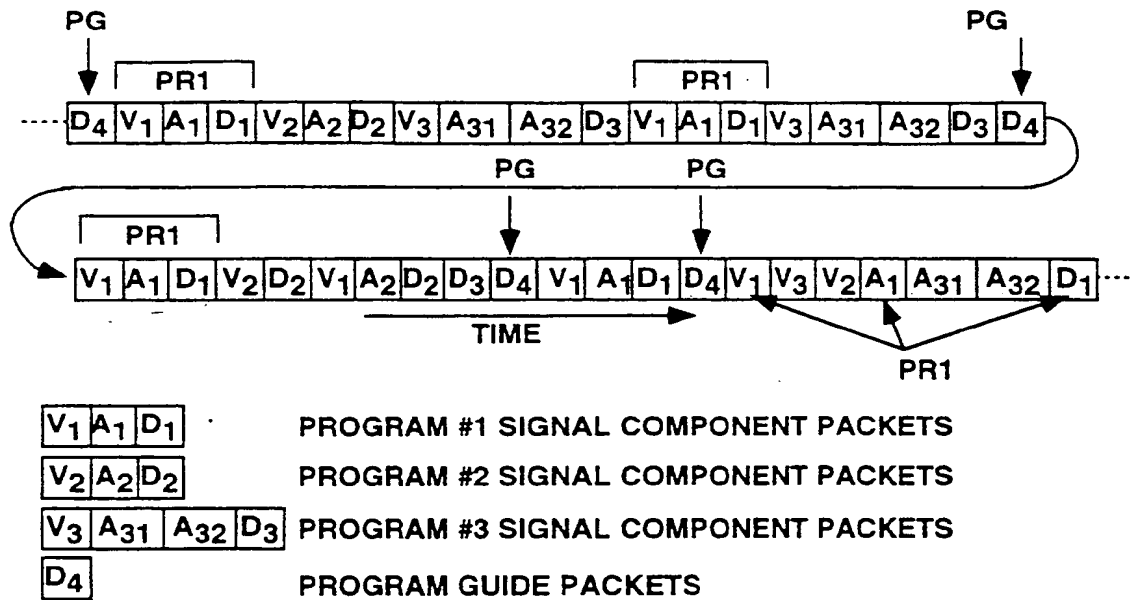 PG PG
PR1 PR1
D4 V1 A1 D1 V2 A2 D2 V3 A31 A32 D3 V1 A1 D1 V3 A31 A32 D3 D4
PG PG
PR1
V1 A1 D1 V2 D2 V1 A2 D2 D3 D4 V1 A1 D1 D4 V1 V3 V2 A1 A31 A32 D1
TIME
PR1
V1 A1 D1 PROGRAM #1 SIGNAL COMPONENT PACKETS
V2 A2 D2 PROGRAM #2 SIGNAL COMPONENT PACKETS
V3 A31 A32 D3 PROGRAM #3 SIGNAL COMPONENT PACKETS
D4 PROGRAM GUIDE PACKETS